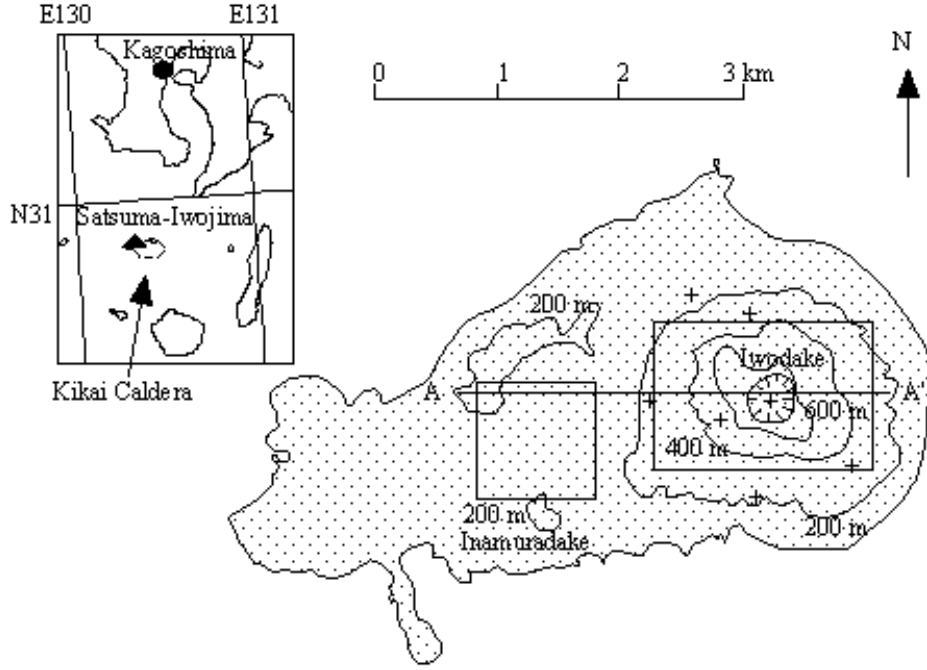 E130 E131
Kagoshima
N31
Satsuma-Iwojima
Kikai Caldera
0 1 2 3 km
N
200 m
Iwodake
A A'
600 m
400 m
200 m
200 m
Inamuradake